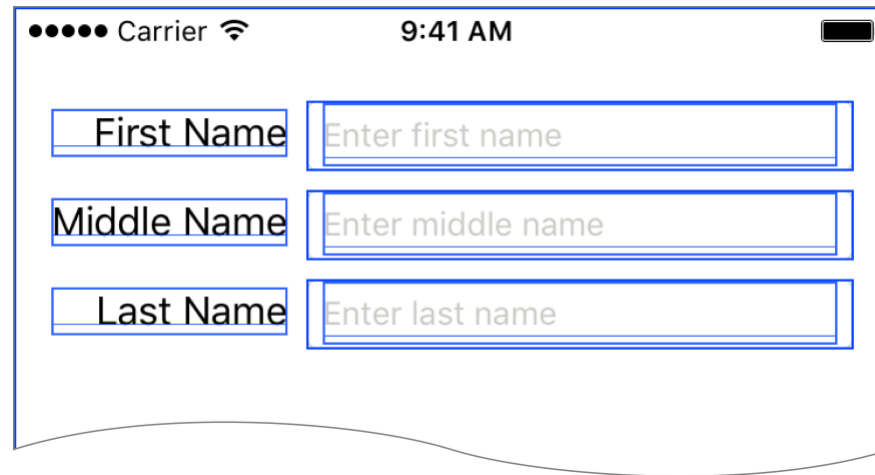 Carrier 9:41 AM
First Name Enter first name
Middle Name Enter middle name
Last Name Enter last name